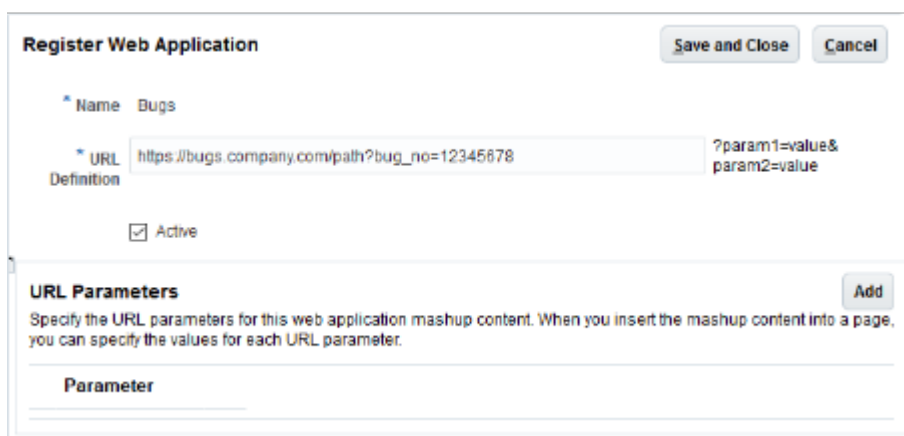 Register Web Application
Save and Close
Cancel
* Name Bugs
* URL Definition https://bugs.company.com/path?bug_no=12345678
?param1=value&
param2=value
Active
URL Parameters
Add
Specify the URL parameters for this web application mashup content. When you insert the mashup content into a page,
you can specify the values for each URL parameter.
Parameter